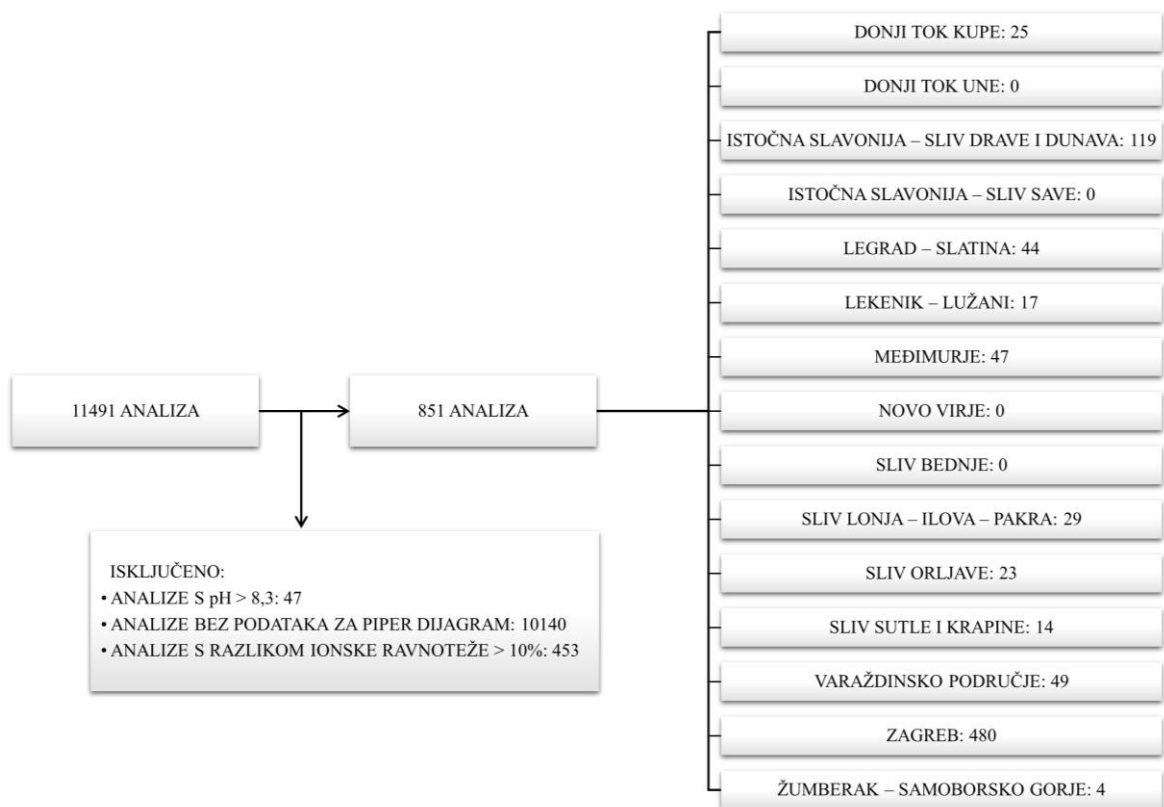 11491 ANALIZA
851 ANALIZA
ISKLJUČENO:
• ANALIZE S pH > 8,3: 47
• ANALIZE BEZ PODATAKA ZA PIPER DIJAGRAM: 10140
• ANALIZE S RAZLIKOM IONSKE RAVNOTEŽE > 10%: 453
DONJI TOK KUPE: 25
DONJI TOK UNE: 0
ISTOČNA SLAVONIJA – SLIV DRAVE I DUNAVA: 119
ISTOČNA SLAVONIJA – SLIV SAVE: 0
LEGRAD – SLATINA: 44
LEKENIK – LUŽANI: 17
MEĐIMURJE: 47
NOVO VIRJE: 0
SLIV BEDNJE: 0
SLIV LONJA – ILOVA – PAKRA: 29
SLIV ORLJAVE: 23
SLIV SUTLE I KRAPINE: 14
VARAŽDINSKO PODRUČJE: 49
ZAGREB: 480
ŽUMBERAK – SAMOBORSKO GORJE: 4